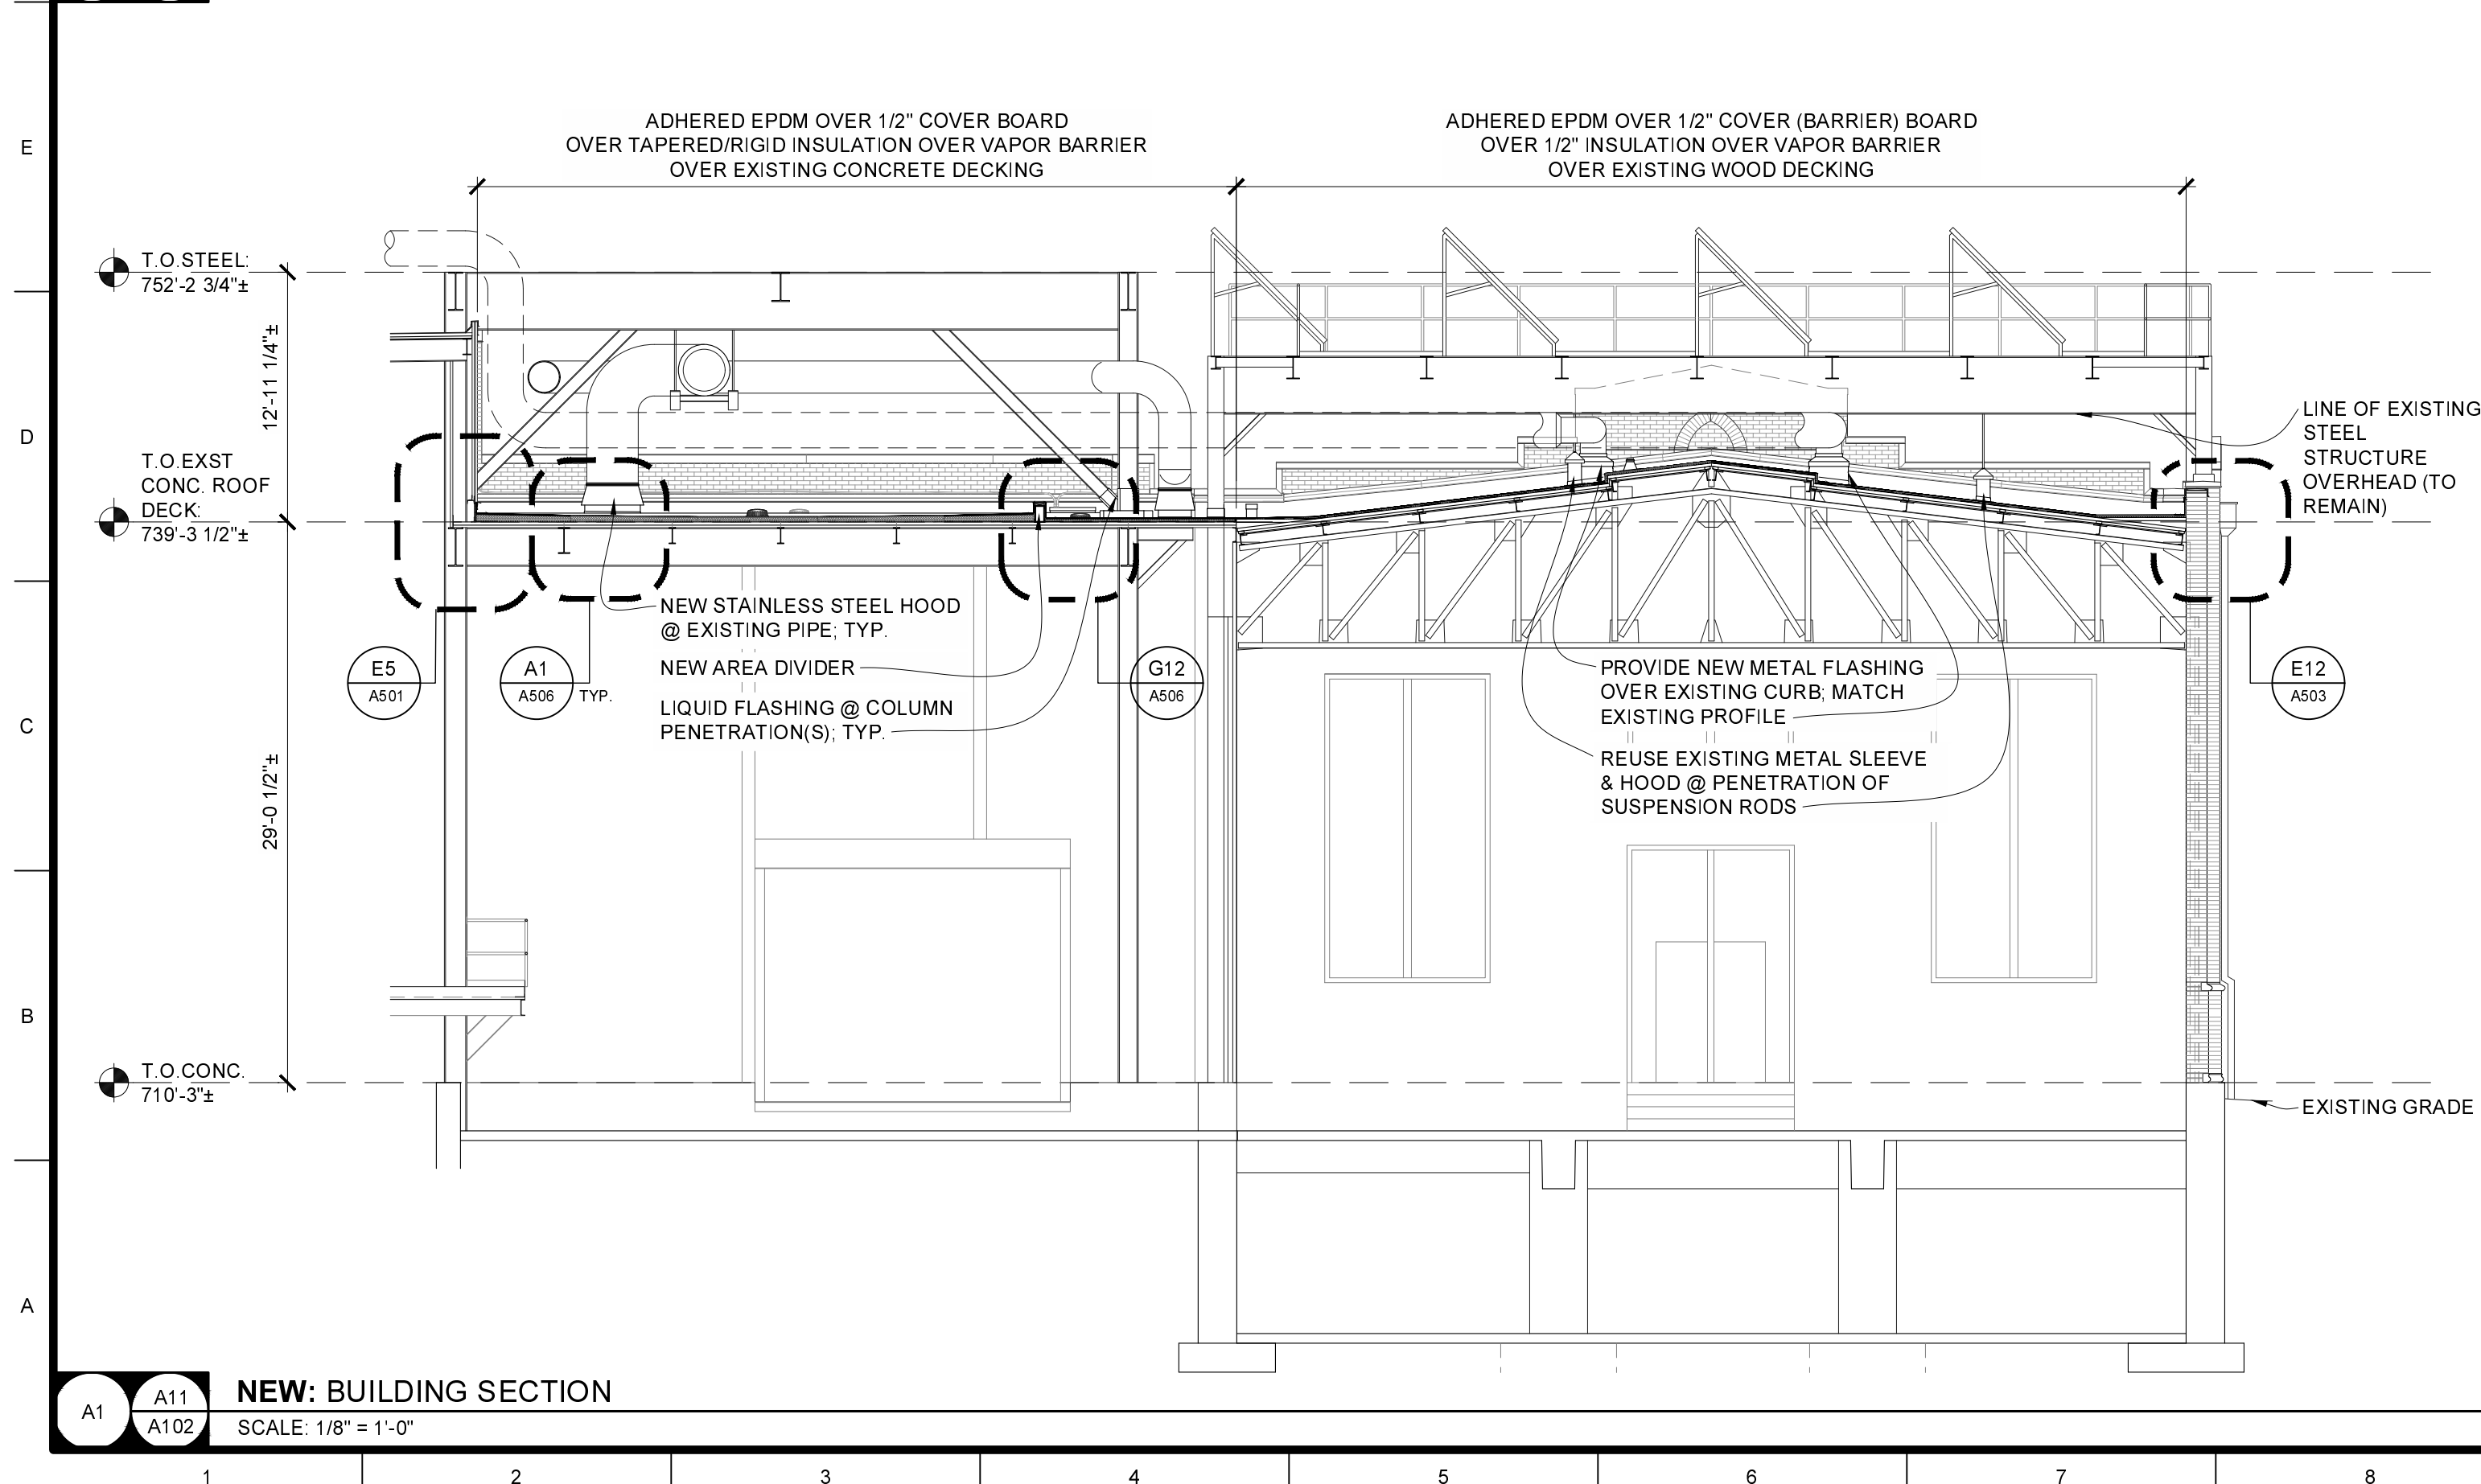 ADHERED EPDM OVER 1/2" COVER BOARD
OVER TAPERED/RIGID INSULATION OVER VAPOR BARRIER
OVER EXISTING CONCRETE DECKING
ADHERED EPDM OVER 1/2" COVER (BARRIER) BOARD
OVER 1/2" INSULATION OVER VAPOR BARRIER
OVER EXISTING WOOD DECKING
E
D
C
B
A
T.O.STEEL:
752'-2 3/4"±
12'-11 1/4"±
T.O.EXST
CONC. ROOF
DECK:
739'-3 1/2"±
29'-0 1/2"±
T.O.CONC.
710'-3"±
LINE OF EXISTING
STEEL
STRUCTURE
OVERHEAD (TO
REMAIN)
NEW STAINLESS STEEL HOOD
@ EXISTING PIPE; TYP.
NEW AREA DIVIDER
LIQUID FLASHING @ COLUMN
PENETRATION(S); TYP.
E5
A501
A1
A506
TYP.
G12
A506
PROVIDE NEW METAL FLASHING
OVER EXISTING CURB; MATCH
EXISTING PROFILE
REUSE EXISTING METAL SLEEVE
& HOOD @ PENETRATION OF
SUSPENSION RODS
E12
A503
EXISTING GRADE
A1
A11
A102
NEW: BUILDING SECTION
SCALE: 1/8" = 1'-0"
1
2
3
4
5
6
7
8